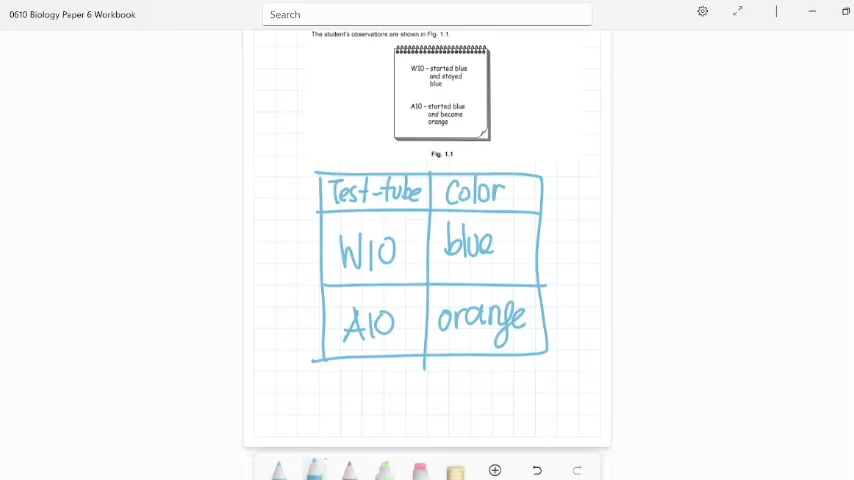 0610 Biology Paper 6 Workbook
Search
The student's observations are shown in Fig. 1.1.
W10 – started blue
and stayed
blue
A10 – started blue
and became
orange
Fig. 1.1
Test-tube Color
W10 blue
A10 orange